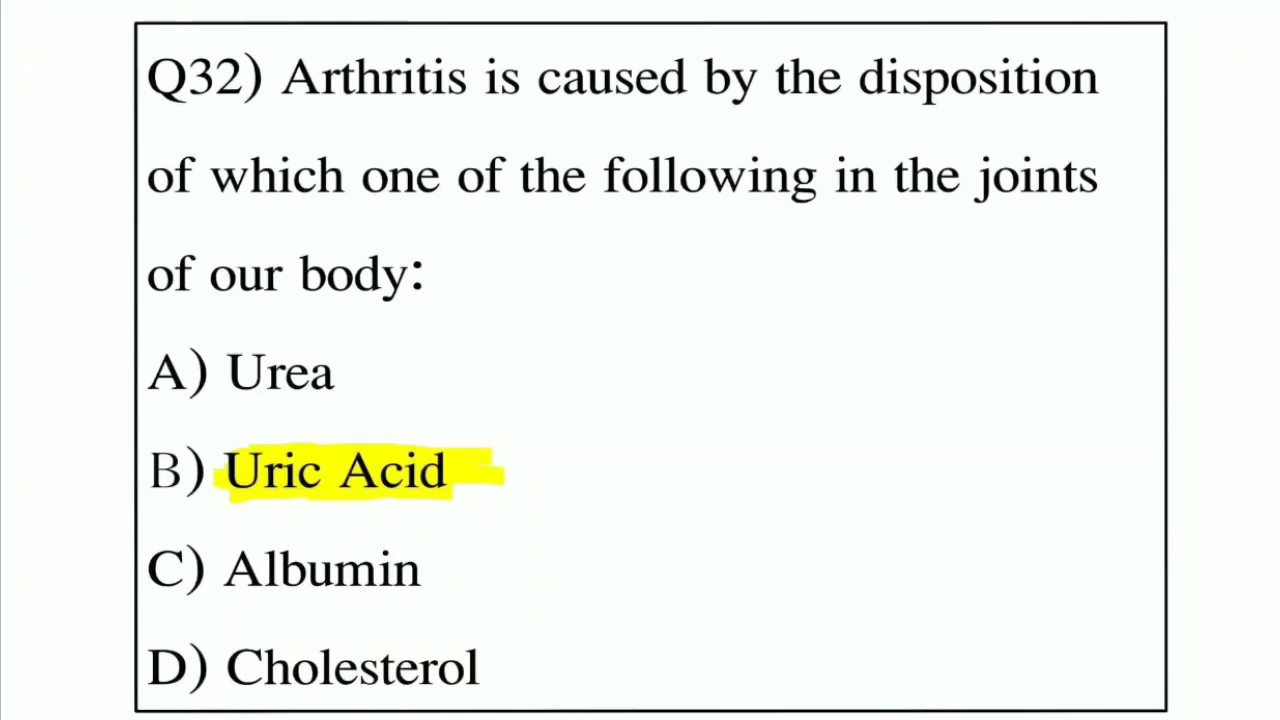 Q32) Arthritis is caused by the disposition
of which one of the following in the joints
of our body:
A) Urea
B) Uric Acid
C) Albumin
D) Cholesterol